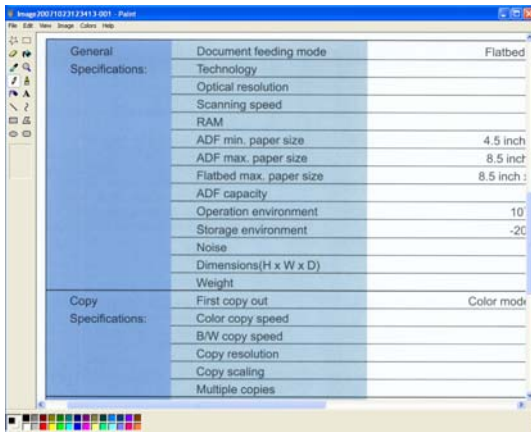 Image20071023123413-001 - Paint
File Edit View Image Colors Help
General Document feeding mode Flatbed
Specifications: Technology
Optical resolution
Scanning speed
RAM
ADF min. paper size 4.5 inch
ADF max. paper size 8.5 inch
Flatbed max. paper size 8.5 inch
ADF capacity
Operation environment 10
Storage environment -20
Noise
Dimensions(H x W x D)
Weight
Copy First copy out Color mode
Specifications: Color copy speed
B/W copy speed
Copy resolution
Copy scaling
Multiple copies